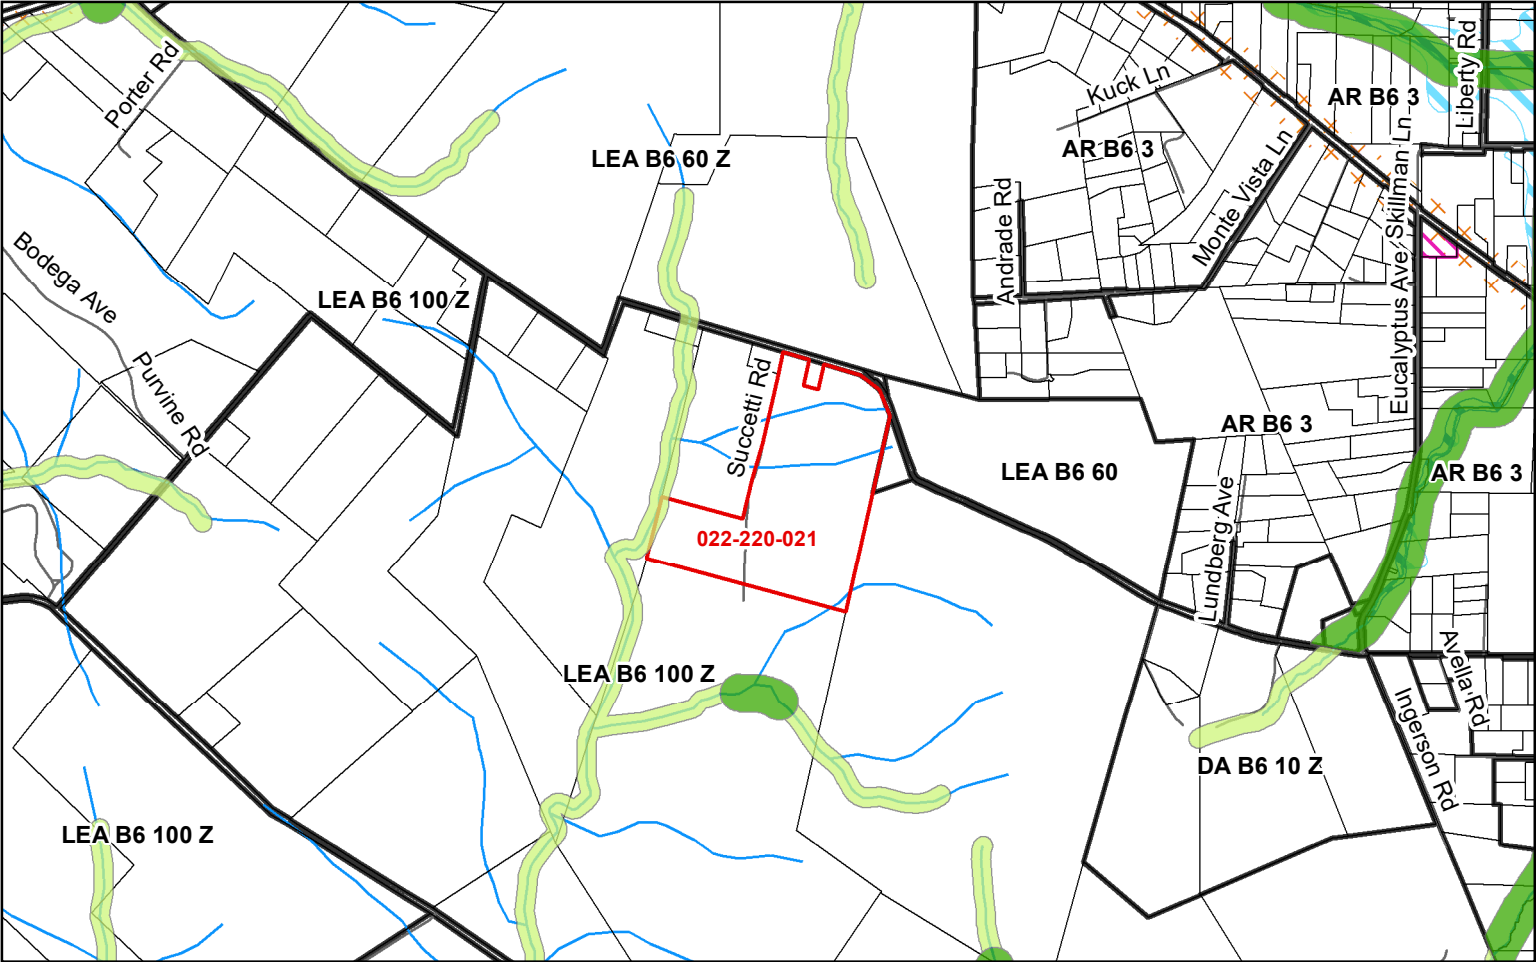 Porter Rd
Liberty Rd
Kuck Ln
AR B6 3
AR B6 3
LEA B6 60 Z
Monte Vista Ln
Skillman Ln
Andrade Rd
Bodega Ave
LEA B6 100 Z
Eucalyptus Ave
Purvine Rd
Succetti Rd
AR B6 3
LEA B6 60
AR B6 3
022-220-021
Lundberg Ave
LEA B6 100 Z
Avella Rd
Ingerson Rd
DA B6 10 Z
LEA B6 100 Z